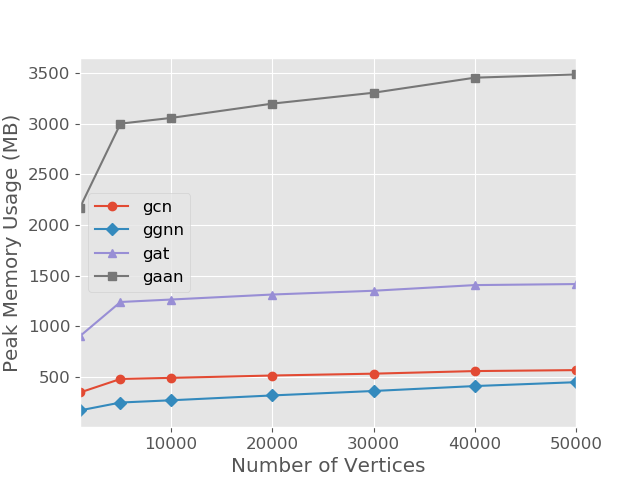 3500
3000
2500
2000
1500
1000
500
Peak Memory Usage (MB)
gcn
ggnn
gat
gaan
10000 20000 30000 40000 50000
Number of Vertices